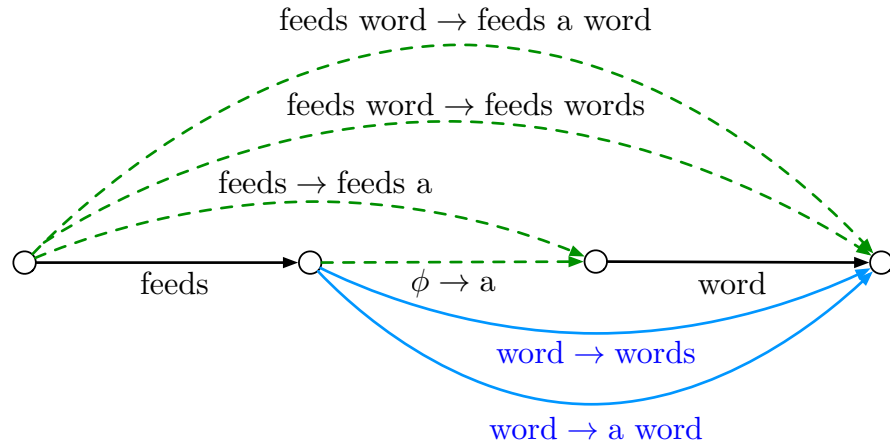 feeds word → feeds a word
feeds word → feeds words
feeds → feeds a
feeds
ϕ → a
word
word → words
word → a word